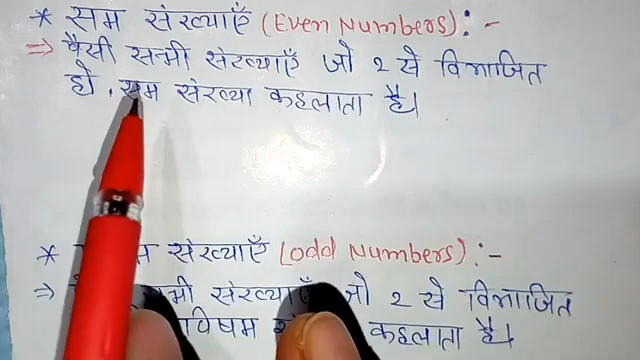 * सम संख्याएँ (Even Numbers) :-
⇒ वैसी सभी संख्याएँ जो 2 से विभाजित
हो, सम संख्या कहलाता है।
* संख्याएँ (odd Numbers) :-
⇒ संख्याएँ जो 2 से विभाजित
विषम कहलाता है।